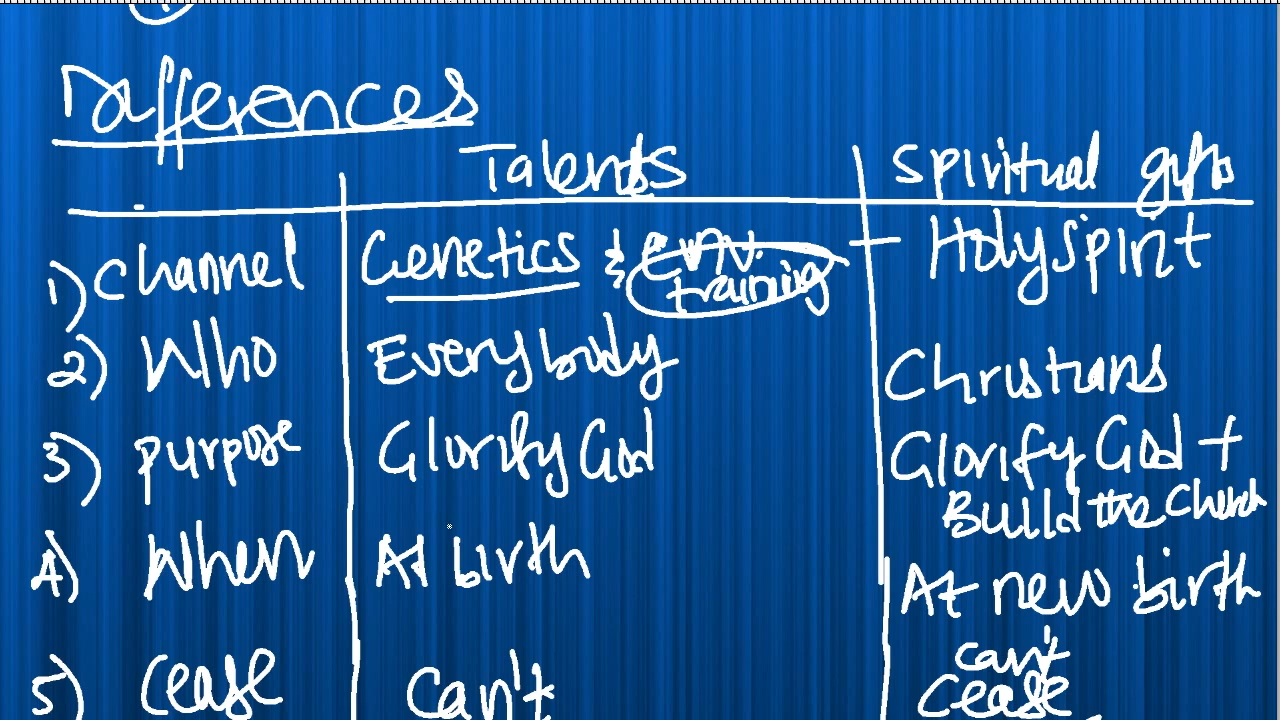 Differences
Talents Spiritual gifts
1) Channel Genetics & env. training Holy spirit
2) Who Everybody Christians
3) purpose Glorify God Glorify God +
Build the Church
4) When At birth At new birth
5) cease can't can't
cease